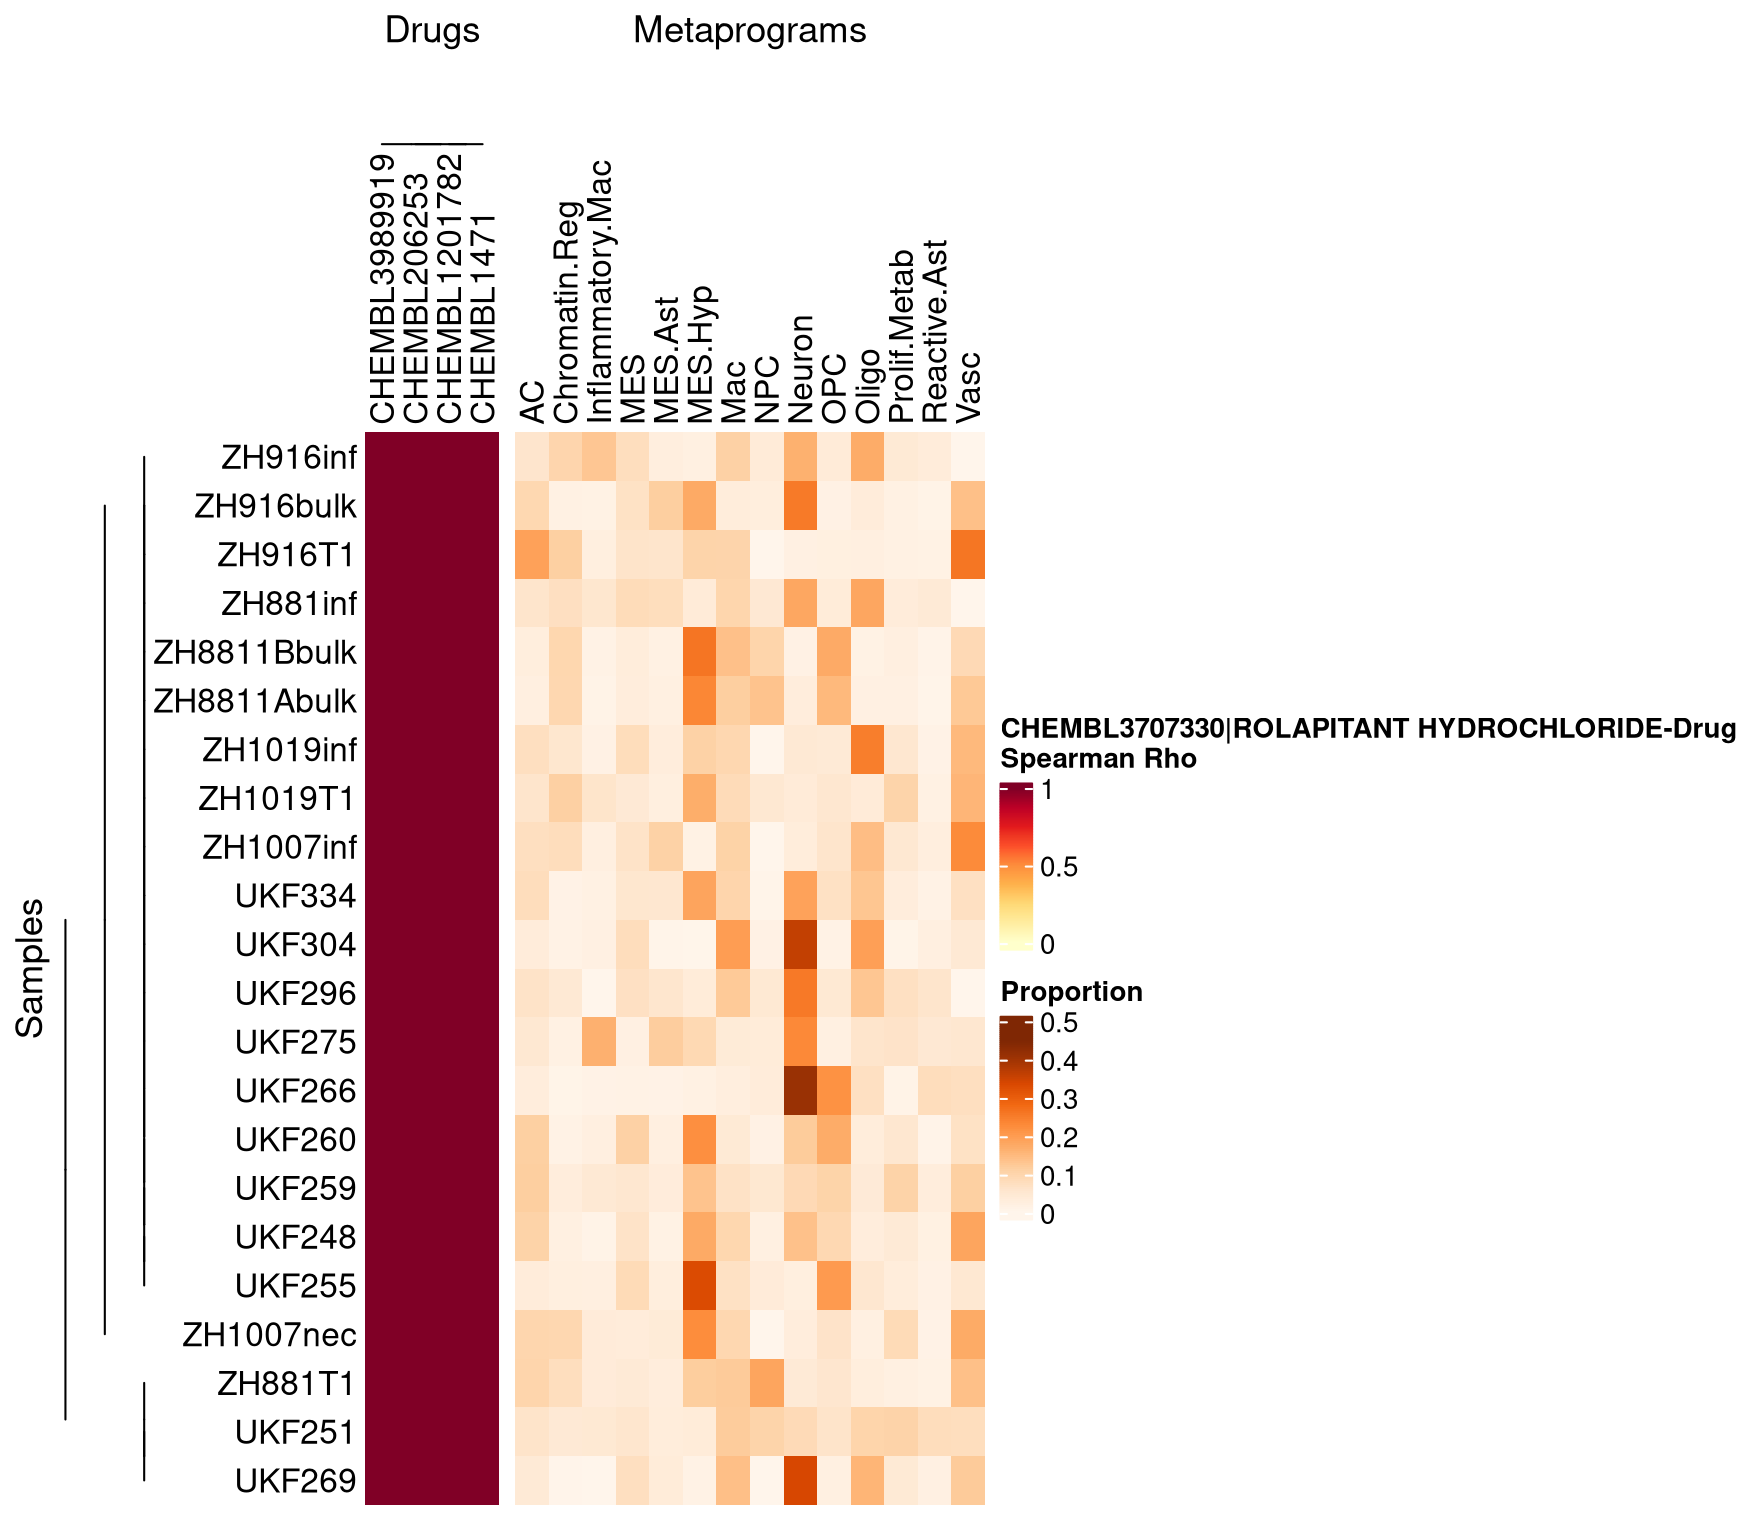 Drugs
Metaprograms
CHEMBL3989919
CHEMBL206253
CHEMBL1201782
CHEMBL1471
AC
Chromatin.Reg
Inflammatory.Mac
MES
MES.Ast
MES.Hyp
Mac
NPC
Neuron
OPC
Oligo
Prolif.Metab
Reactive.Ast
Vasc
Samples
ZH916inf
ZH916bulk
ZH916T1
ZH881inf
ZH8811Bbulk
ZH8811Abulk
ZH1019inf
ZH1019T1
ZH1007inf
UKF334
UKF304
UKF296
UKF275
UKF266
UKF260
UKF259
UKF248
UKF255
ZH1007nec
ZH881T1
UKF251
UKF269
CHEMBL3707330|ROLAPITANT HYDROCHLORIDE-Drug
Spearman Rho
1
0.5
0
Proportion
0.5
0.4
0.3
0.2
0.1
0